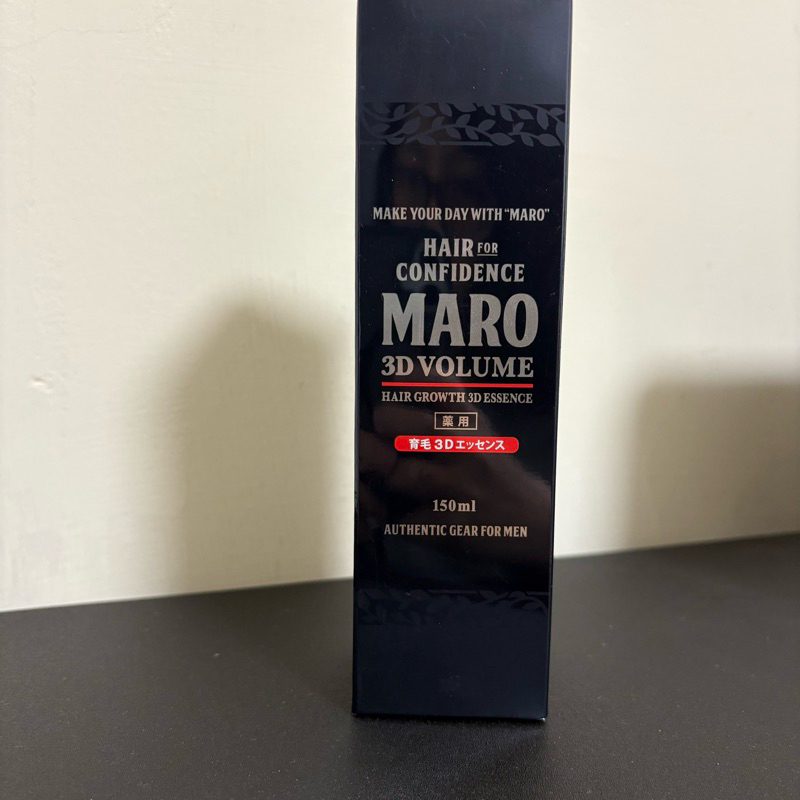 MAKE YOUR DAY WITH "MARO"
HAIR FOR
CONFIDENCE
MARO
3D VOLUME
HAIR GROWTH 3D ESSENCE
薬用
育毛3Dエッセンス
150ml
AUTHENTIC GEAR FOR MEN